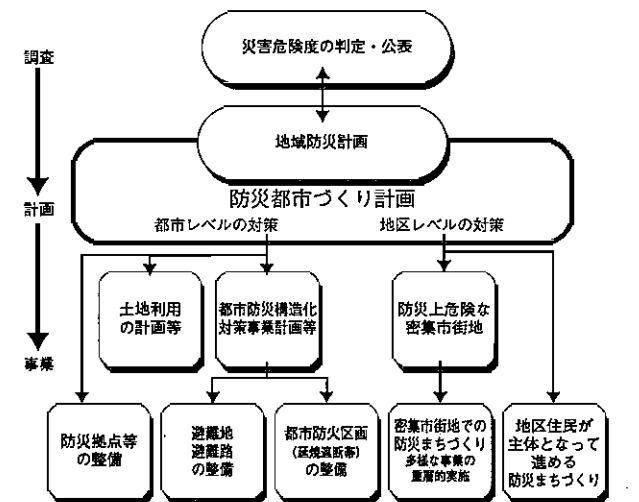 災害危険度の判定・公表
調査
地域防災計画
防災都市づくり計画
計画
都市レベルの対策
地区レベルの対策
土地利用
の計画等
都市防災構造化
対策事業計画等
防災上危険な
密集市街地
事業
防災拠点等
の整備
避難地
避難路
の整備
都市防火区画
(延焼遮断帯)
の整備
密集市街地での
防災まちづくり
多様な事業の
重層的実施
地区住民が
主体となって
進める
防災まちづくり